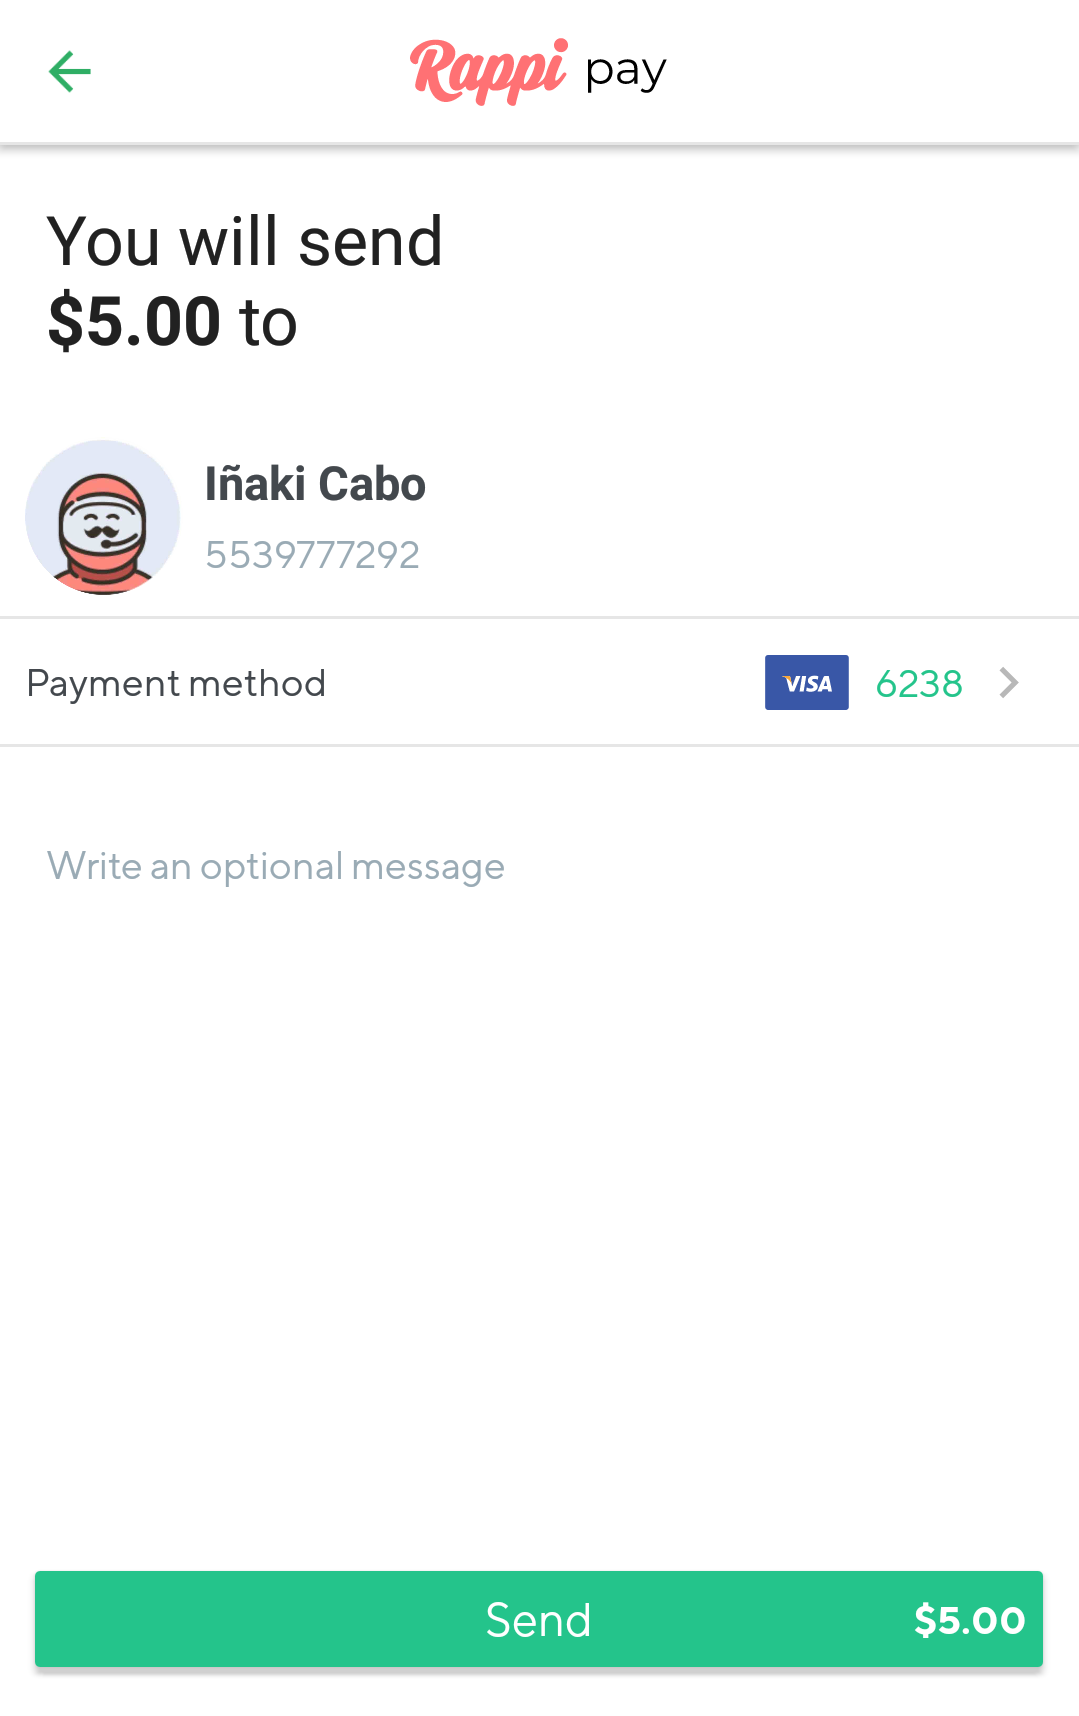 Rappi pay
You will send
$5.00 to
Iñaki Cabo
5539777292
Payment method VISA 6238
Write an optional message
Send $5.00